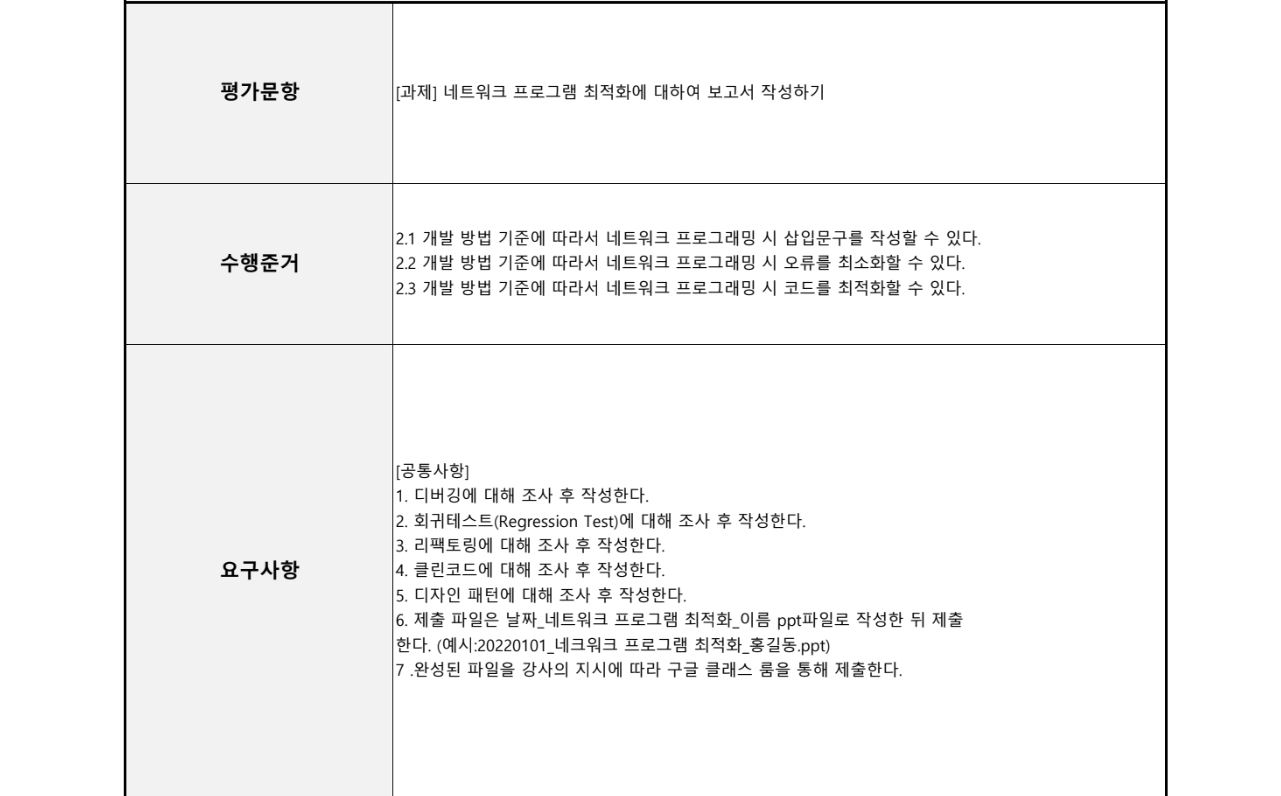 평가문항
[과제] 네트워크 프로그램 최적화에 대하여 보고서 작성하기
수행준거
2.1 개발 방법 기준에 따라서 네트워크 프로그래밍 시 삽입문구를 작성할 수 있다.
2.2 개발 방법 기준에 따라서 네트워크 프로그래밍 시 오류를 최소화할 수 있다.
2.3 개발 방법 기준에 따라서 네트워크 프로그래밍 시 코드를 최적화할 수 있다.
요구사항
[공통사항]
1. 디버깅에 대해 조사 후 작성한다.
2. 회귀테스트(Regression Test)에 대해 조사 후 작성한다.
3. 리팩토링에 대해 조사 후 작성한다.
4. 클린코드에 대해 조사 후 작성한다.
5. 디자인 패턴에 대해 조사 후 작성한다.
6. 제출 파일은 날짜_네트워크 프로그램 최적화_이름 ppt파일로 작성한 뒤 제출
한다. (예시:20220101_네크워크 프로그램 최적화_홍길동.ppt)
7 .완성된 파일을 강사의 지시에 따라 구글 클래스 룸을 통해 제출한다.